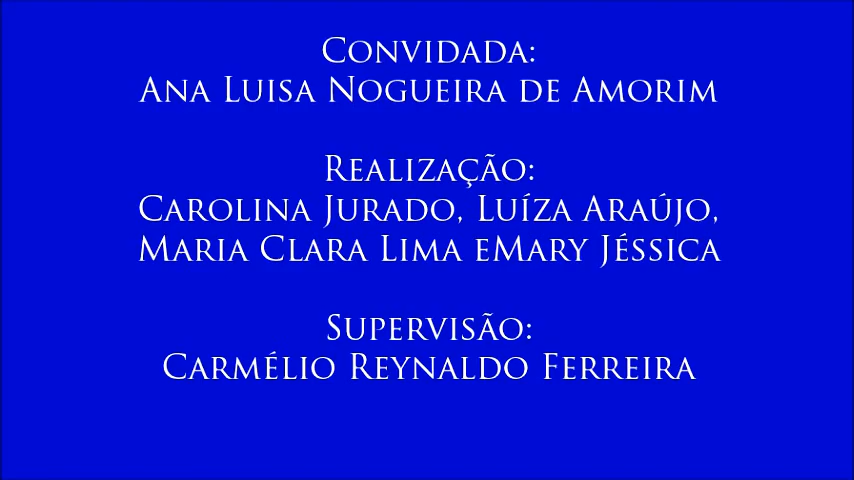 Convidada:
Ana Luisa Nogueira de Amorim
Realização:
Carolina Jurado, Luíza Araújo,
Maria Clara Lima eMary Jéssica
Supervisão:
Carmélio Reynaldo Ferreira